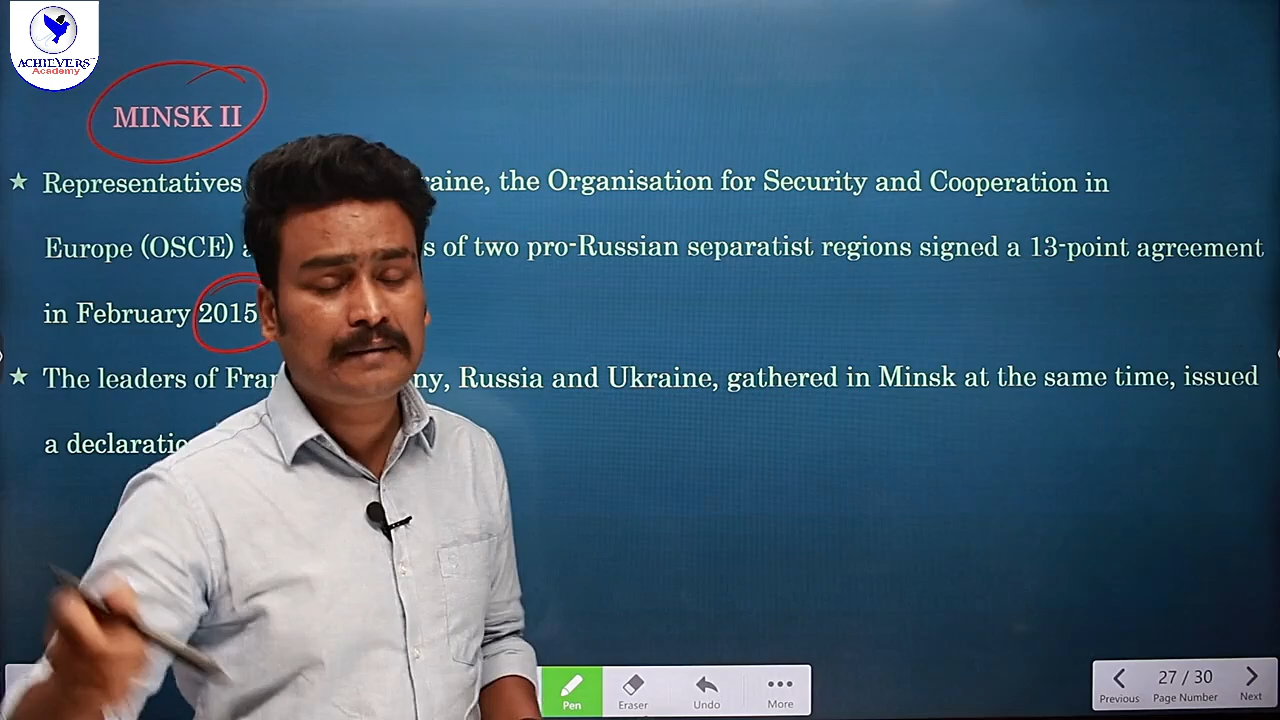 ACHIEVERS
Academy
MINSK II
Representatives raine, the Organisation for Security and Cooperation in
Europe (OSCE) a s of two pro-Russian separatist regions signed a 13-point agreement
in February 2015
The leaders of Fra ny, Russia and Ukraine, gathered in Minsk at the same time, issued
a declaratio
Pen
Eraser
Undo
More
27 / 30
Previous
Page Number
Next